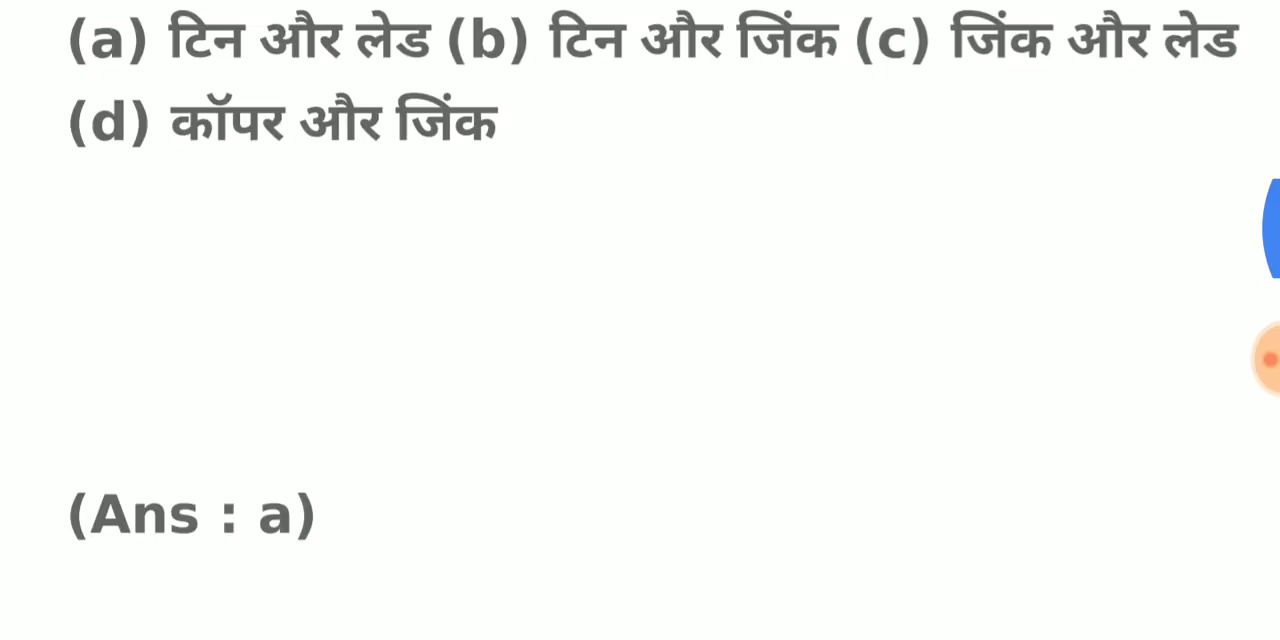 (a) टिन और लेड (b) टिन और जिंक (c) जिंक और लेड
(d) कॉपर और जिंक
(Ans : a)